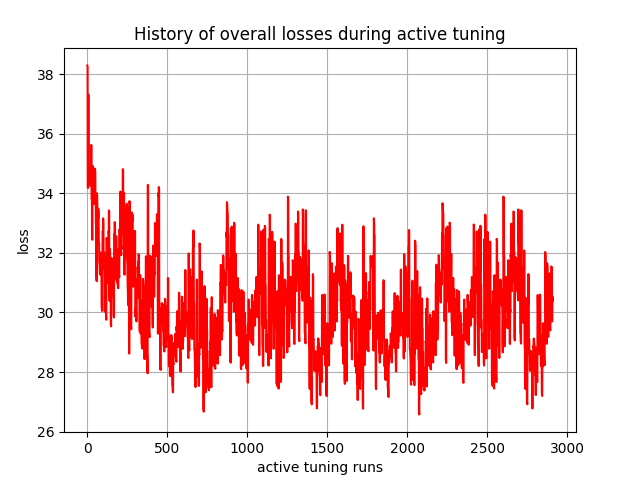 History of overall losses during active tuning
38
36
34
32
30
28
26
loss
0 500 1000 1500 2000 2500 3000
active tuning runs